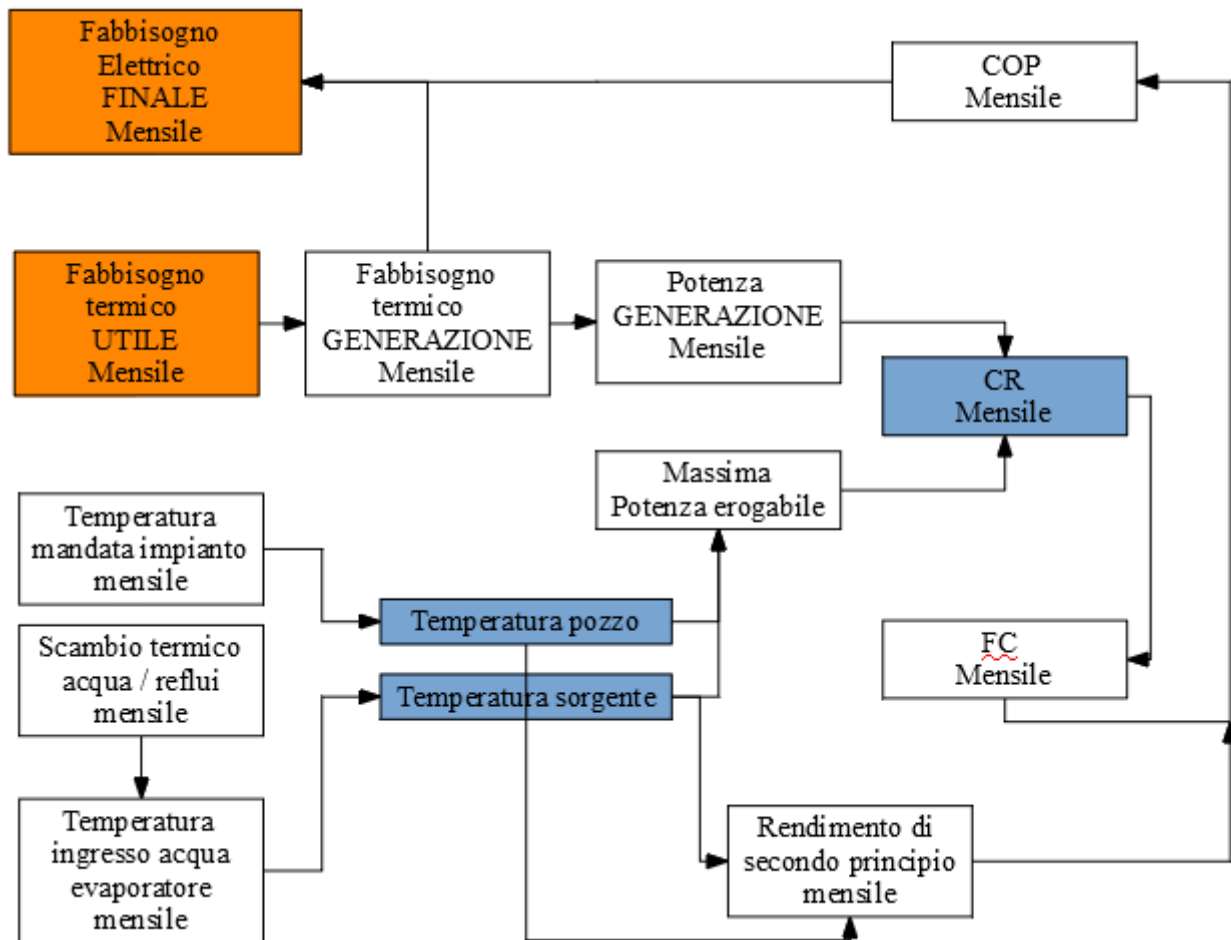 Fabbisogno
Elettrico
FINALE
Mensile
COP
Mensile
Fabbisogno
termico
UTILE
Mensile
Fabbisogno
termico
GENERAZIONE
Mensile
Potenza
GENERAZIONE
Mensile
CR
Mensile
Massima
Potenza erogabile
Temperatura
mandata impianto
mensile
Temperatura pozzo
Scambio termico
acqua / reflui
mensile
Temperatura sorgente
FC
Mensile
Temperatura
ingresso acqua
evaporatore
mensile
Rendimento di
secondo principio
mensile